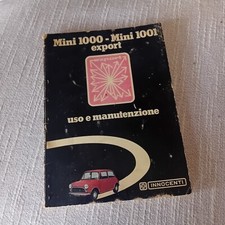 Mini 1000 - Mini 1001
export
uso e manutenzione
INNOCENTI